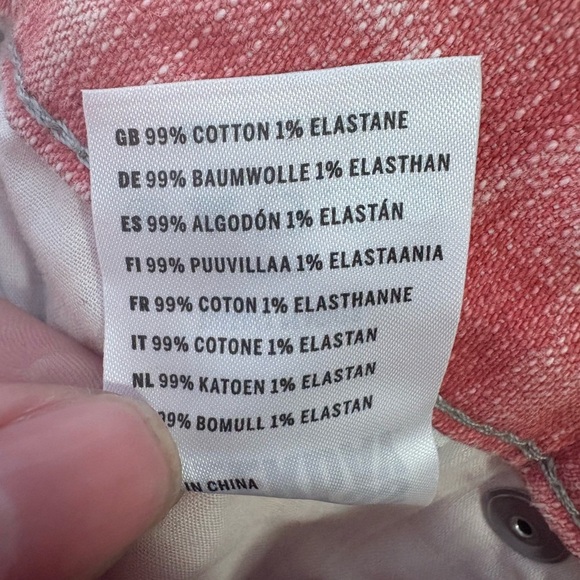 GB 99% COTTON 1% ELASTANE
DE 99% BAUMWOLLE 1% ELASTHAN
ES 99% ALGODÓN 1% ELASTÁN
FI 99% PUUVILLAA 1% ELASTAANIA
FR 99% COTON 1% ELASTHANNE
IT 99% COTONE 1% ELASTAN
NL 99% KATOEN 1% ELASTAN
99% BOMULL 1% ELASTAN
IN CHINA